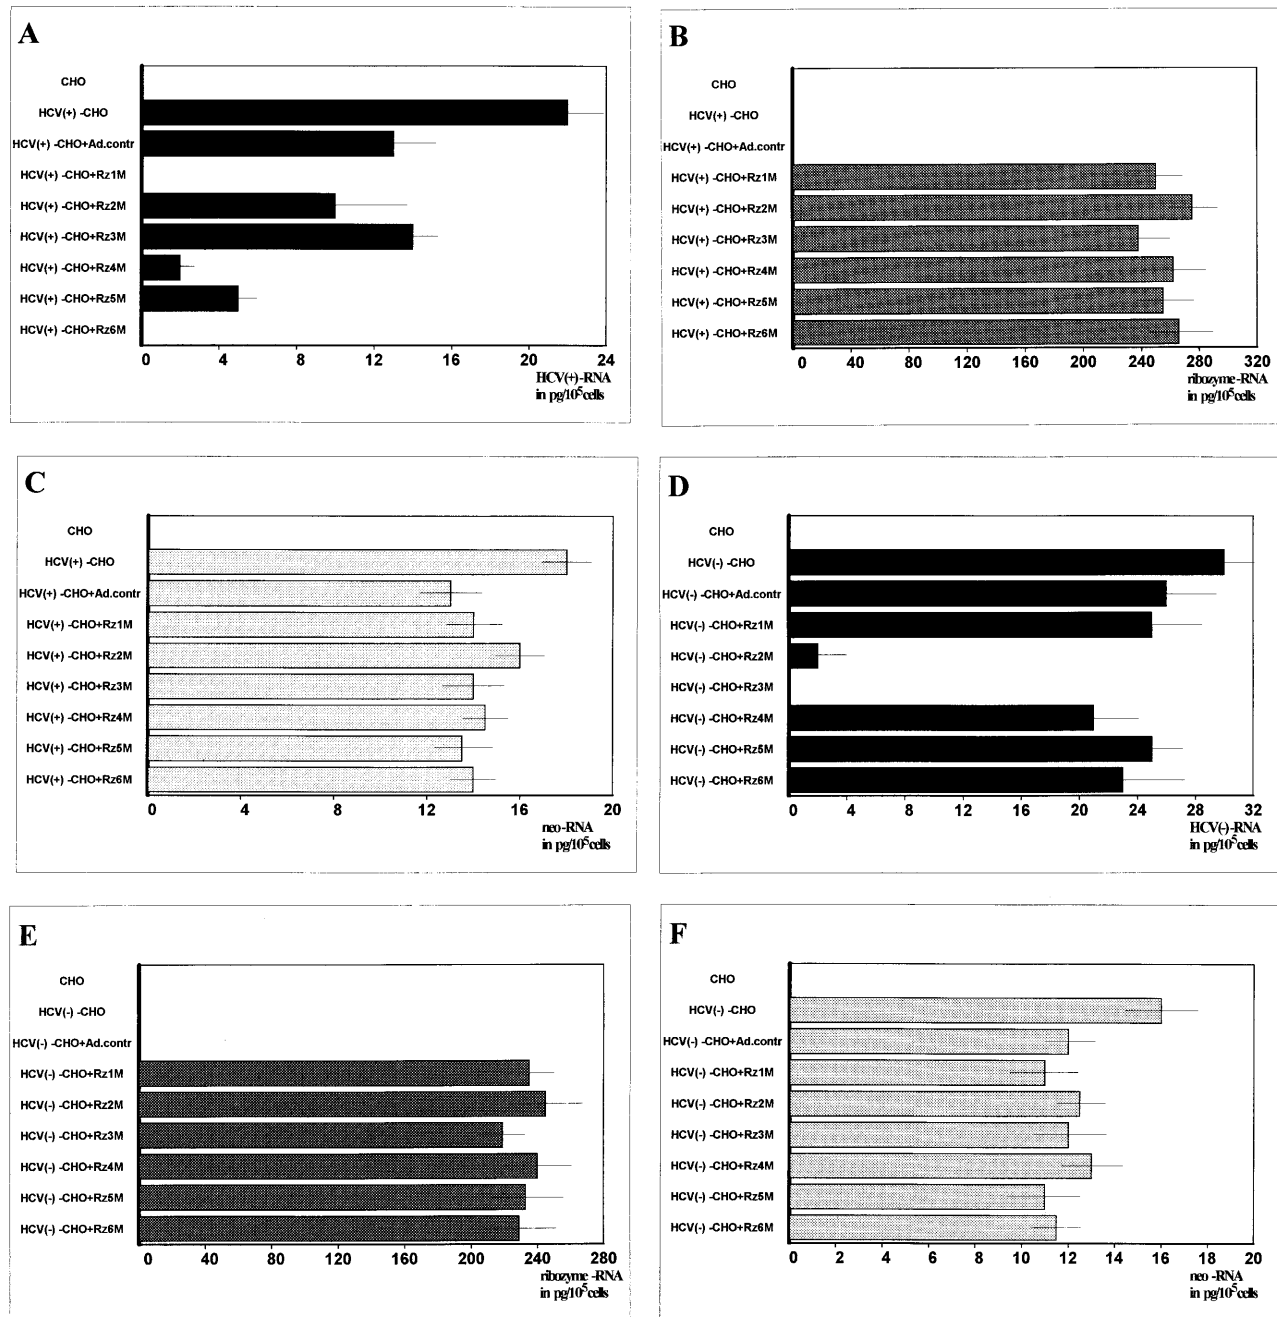 A
CHO
HCV(+) -CHO
HCV(+) -CHO+Ad.contr
HCV(+) -CHO+Rz1M
HCV(+) -CHO+Rz2M
HCV(+) -CHO+Rz3M
HCV(+) -CHO+Rz4M
HCV(+) -CHO+Rz5M
HCV(+) -CHO+Rz6M
0 4 8 12 16 20 24
HCV(+)-RNA
in pg/10⁵cells
B
CHO
HCV(+) -CHO
HCV(+) -CHO+Ad.contr
HCV(+) -CHO+Rz1M
HCV(+) -CHO+Rz2M
HCV(+) -CHO+Rz3M
HCV(+) -CHO+Rz4M
HCV(+) -CHO+Rz5M
HCV(+) -CHO+Rz6M
0 40 80 120 160 200 240 280 320
ribozyme-RNA
in pg/10⁵cells
C
CHO
HCV(+) -CHO
HCV(+) -CHO+Ad.contr
HCV(+) -CHO+Rz1M
HCV(+) -CHO+Rz2M
HCV(+) -CHO+Rz3M
HCV(+) -CHO+Rz4M
HCV(+) -CHO+Rz5M
HCV(+) -CHO+Rz6M
0 4 8 12 16 20
neo-RNA
in pg/10⁵cells
D
CHO
HCV(-) -CHO
HCV(-) -CHO+Ad.contr
HCV(-) -CHO+Rz1M
HCV(-) -CHO+Rz2M
HCV(-) -CHO+Rz3M
HCV(-) -CHO+Rz4M
HCV(-) -CHO+Rz5M
HCV(-) -CHO+Rz6M
0 4 8 12 16 20 24 28 32
HCV(-)-RNA
in pg/10⁵cells
E
CHO
HCV(-) -CHO
HCV(-) -CHO+Ad.contr
HCV(-) -CHO+Rz1M
HCV(-) -CHO+Rz2M
HCV(-) -CHO+Rz3M
HCV(-) -CHO+Rz4M
HCV(-) -CHO+Rz5M
HCV(-) -CHO+Rz6M
0 40 80 120 160 200 240 280
ribozyme -RNA
in pg/10⁵cells
F
CHO
HCV(-) -CHO
HCV(-) -CHO+Ad.contr
HCV(-) -CHO+Rz1M
HCV(-) -CHO+Rz2M
HCV(-) -CHO+Rz3M
HCV(-) -CHO+Rz4M
HCV(-) -CHO+Rz5M
HCV(-) -CHO+Rz6M
0 2 4 6 8 10 12 14 16 18 20
neo -RNA
in pg/10⁵cells